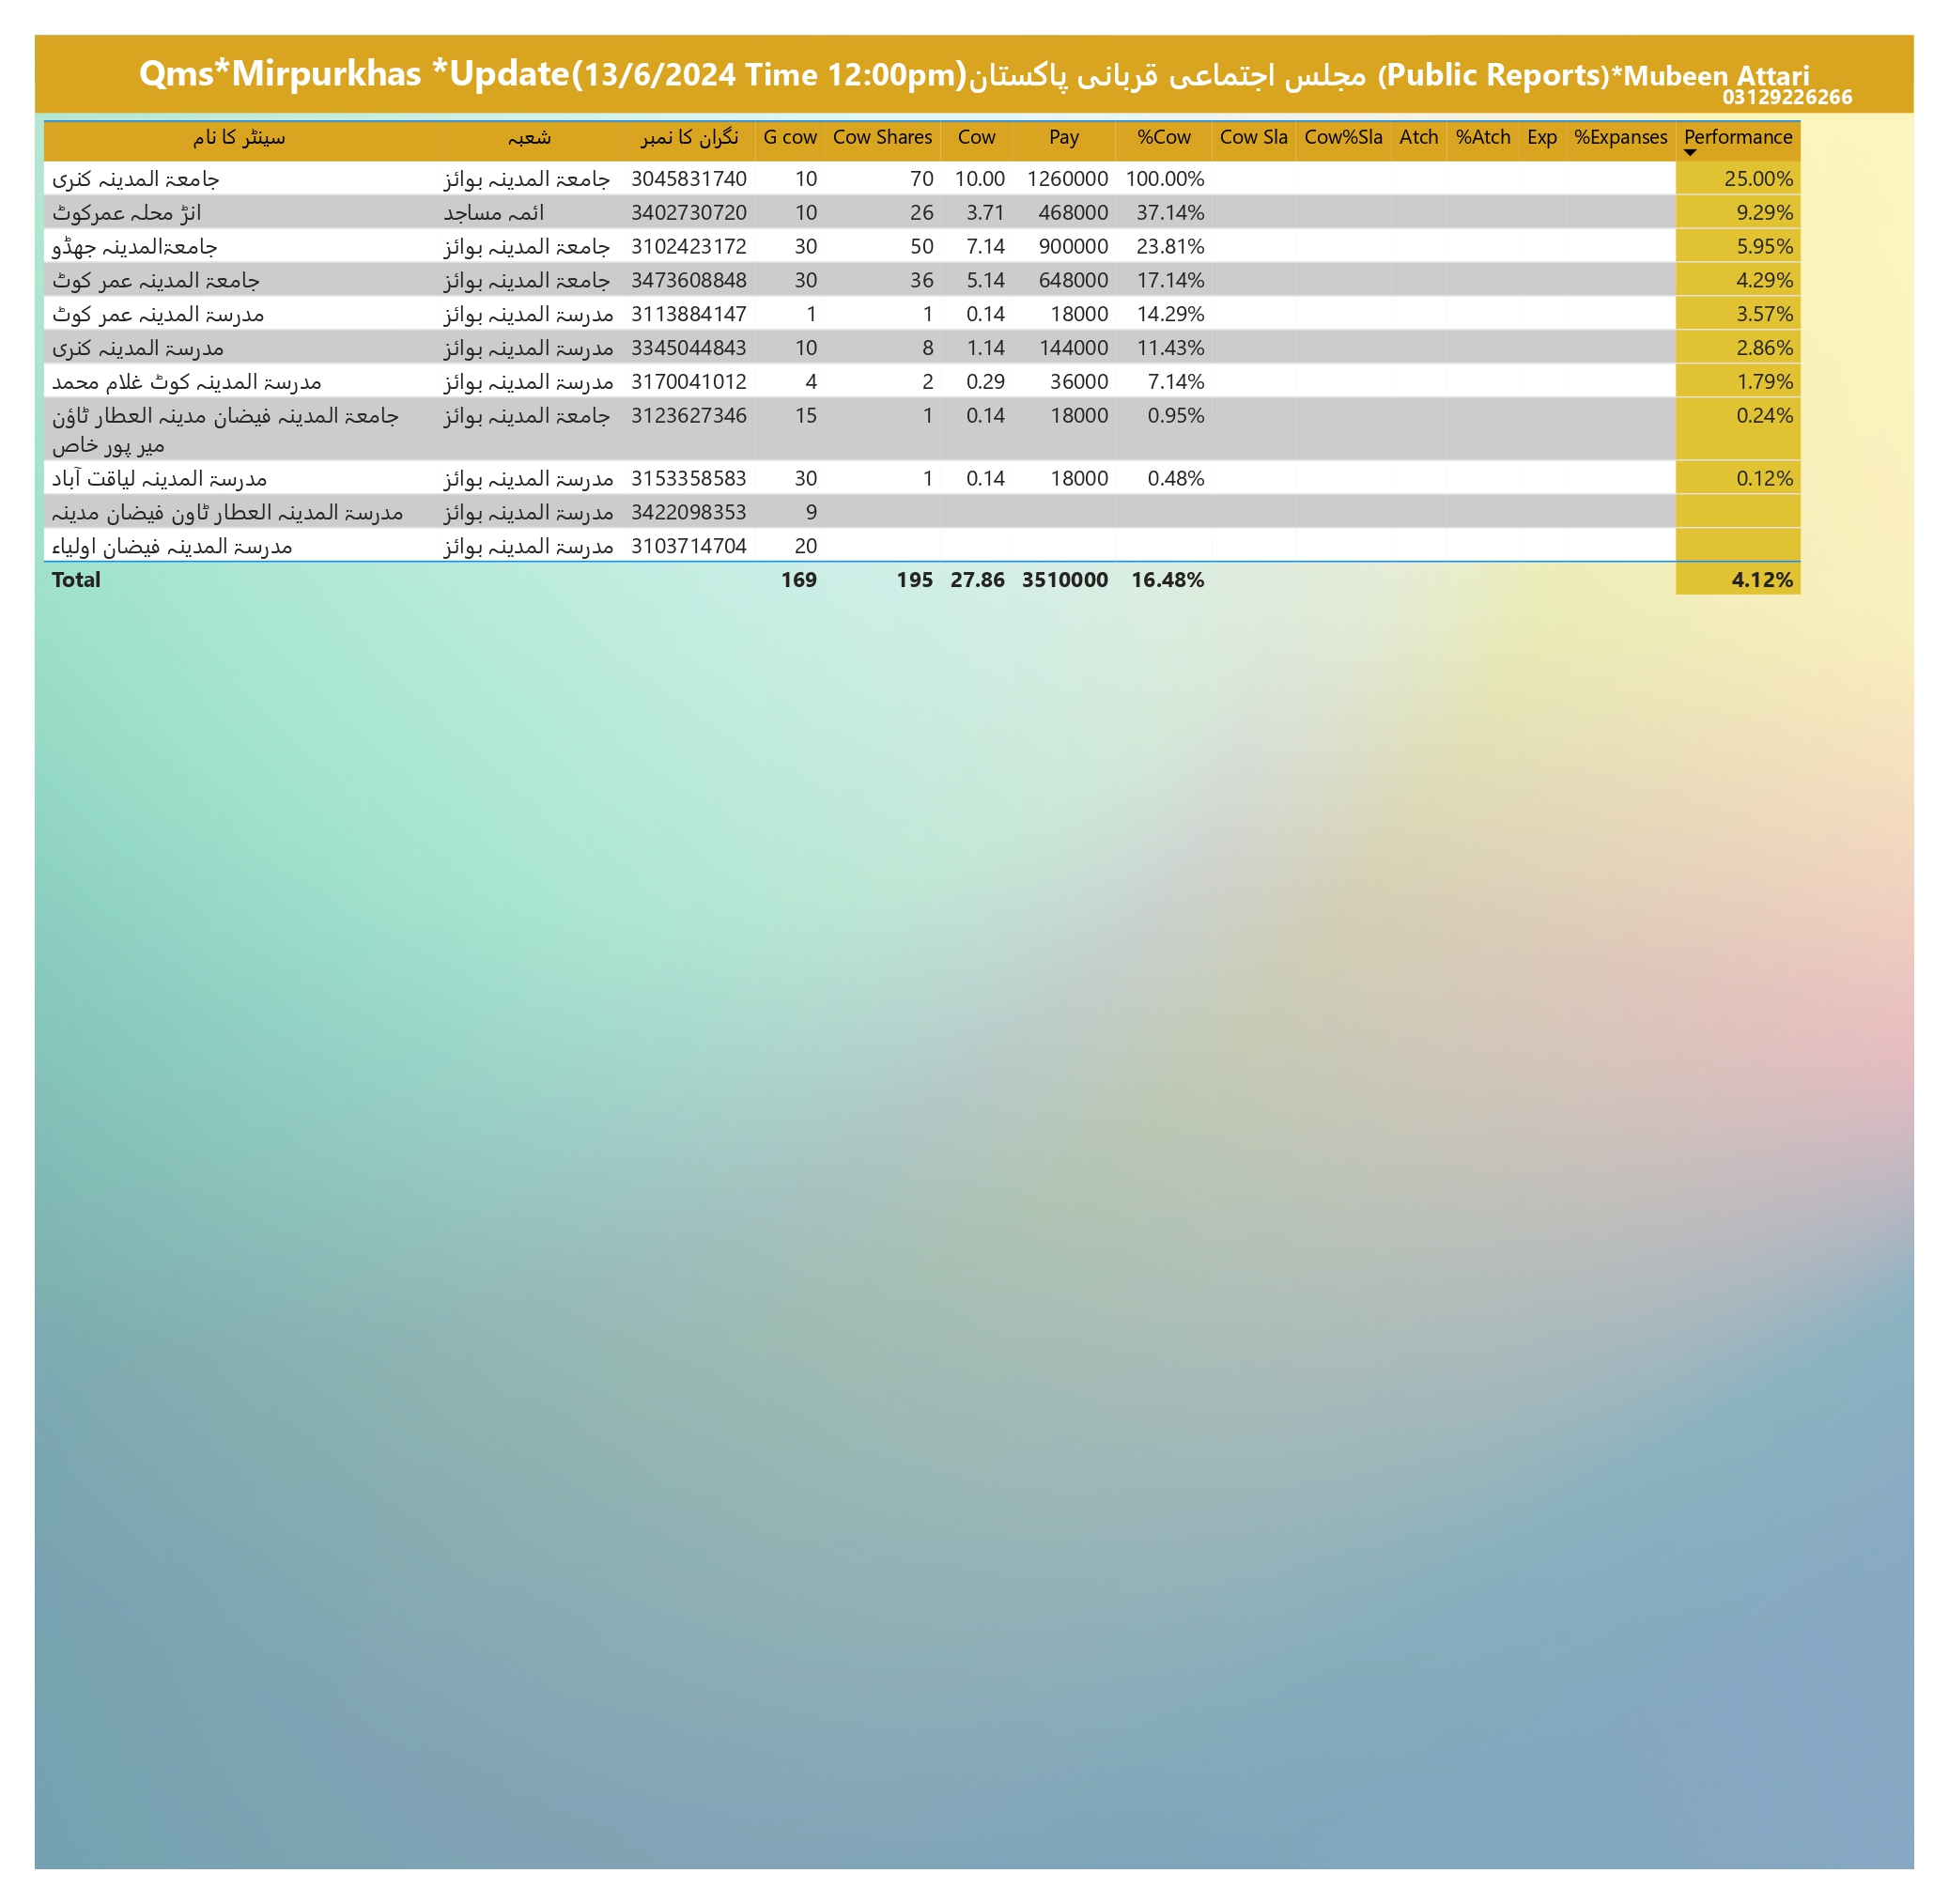 Qms*Mirpurkhas *Update(13/6/2024 Time 12:00pm)مجلس اجتماعی قربانی پاکستان (Public Reports)*Mubeen Attari
03129226266
سینٹر کا نام شعبہ نگران کا نمبر G cow Cow Shares Cow Pay %Cow Cow Sla Cow%Sla Atch %Atch Exp %Expanses Performance
جامعۃ المدینہ کنری جامعۃ المدینہ بوائز 3045831740 10 70 10.00 1260000 100.00% 25.00%
انڑ محلہ عمرکوٹ ائمہ مساجد 3402730720 10 26 3.71 468000 37.14% 9.29%
جامعۃالمدینہ جھڈو جامعۃ المدینہ بوائز 3102423172 30 50 7.14 900000 23.81% 5.95%
جامعۃ المدینہ عمر کوٹ جامعۃ المدینہ بوائز 3473608848 30 36 5.14 648000 17.14% 4.29%
مدرسۃ المدینہ عمر کوٹ مدرسۃ المدینہ بوائز 3113884147 1 1 0.14 18000 14.29% 3.57%
مدرسۃ المدینہ کنری مدرسۃ المدینہ بوائز 3345044843 10 8 1.14 144000 11.43% 2.86%
مدرسۃ المدینہ کوٹ غلام محمد مدرسۃ المدینہ بوائز 3170041012 4 2 0.29 36000 7.14% 1.79%
جامعۃ المدینہ فیضان مدینہ العطار ٹاؤن جامعۃ المدینہ بوائز 3123627346 15 1 0.14 18000 0.95% 0.24%
میر پور خاص
مدرسۃ المدینہ لیاقت آباد مدرسۃ المدینہ بوائز 3153358583 30 1 0.14 18000 0.48% 0.12%
مدرسۃ المدینہ العطار ٹاون فیضان مدینہ مدرسۃ المدینہ بوائز 3422098353 9
مدرسۃ المدینہ فیضان اولیاء مدرسۃ المدینہ بوائز 3103714704 20
Total 169 195 27.86 3510000 16.48% 4.12%